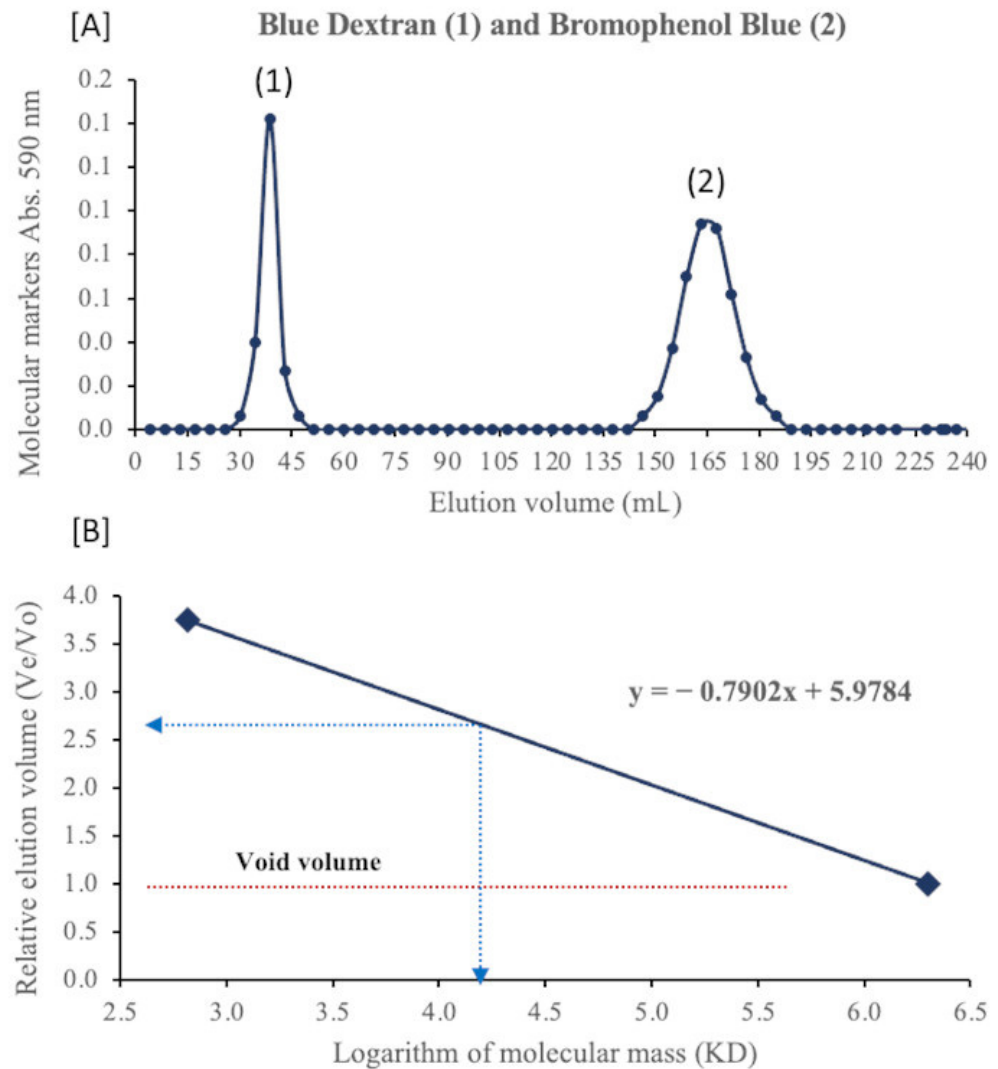 [A]
Blue Dextran (1) and Bromophenol Blue (2)
Molecular markers Abs. 590 nm
0.2
0.1
0.1
0.1
0.1
0.1
0.0
0.0
0.0
(1)
(2)
0 15 30 45 60 75 90 105 120 135 150 165 180 195 210 225 240
Elution volume (mL)
[B]
Relative elution volume (Ve/Vo)
4.0
3.5
3.0
2.5
2.0
1.5
1.0
0.5
0.0
y = − 0.7902x + 5.9784
Void volume
2.5 3.0 3.5 4.0 4.5 5.0 5.5 6.0 6.5
Logarithm of molecular mass (KD)